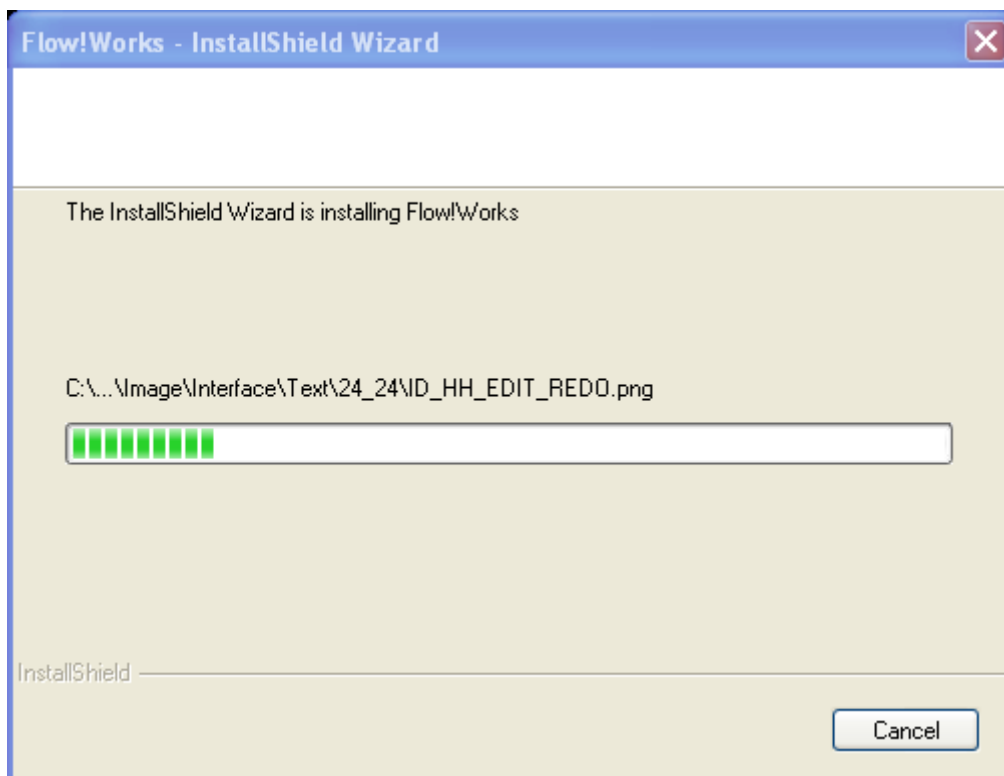 Flow!Works - InstallShield Wizard
The InstallShield Wizard is installing Flow!Works
C:\...\Image\Interface\Text\24_24\ID_HH_EDIT_REDO.png
InstallShield
Cancel